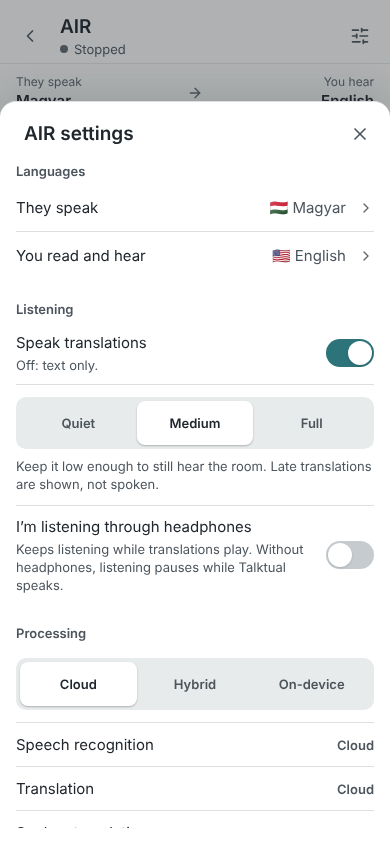 AIR
Stopped
They speak
You hear
Magyar
English
AIR settings
Languages
They speak
Magyar
You read and hear
English
Listening
Speak translations
Off: text only.
Quiet
Medium
Full
Keep it low enough to still hear the room. Late translations
are shown, not spoken.
I’m listening through headphones
Keeps listening while translations play. Without
headphones, listening pauses while Talktual
speaks.
Processing
Cloud
Hybrid
On-device
Speech recognition
Cloud
Translation
Cloud